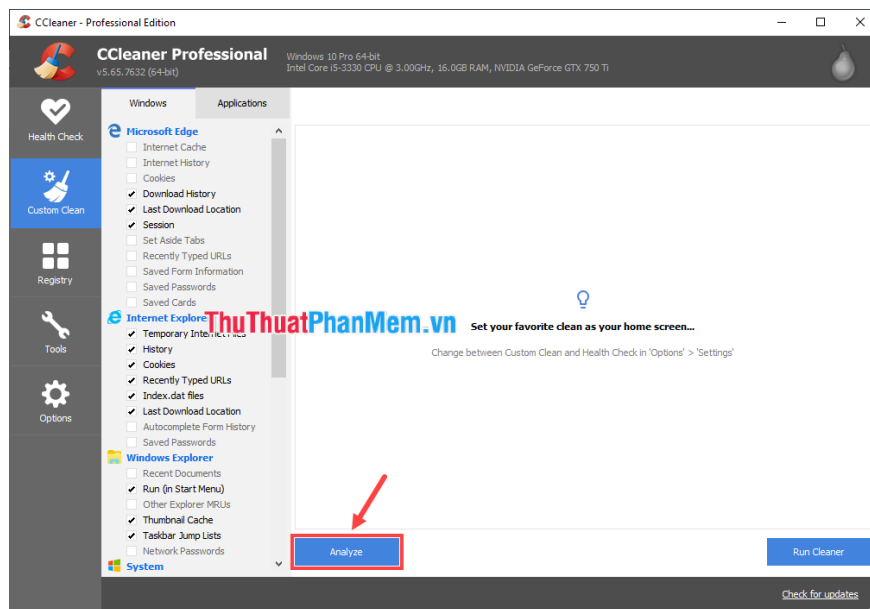 CCleaner - Professional Edition
CCleaner Professional
v5.65.7632 (64-bit)
Windows 10 Pro 64-bit
Intel Core i5-3330 CPU @ 3.00GHz, 16.0GB RAM, NVIDIA GeForce GTX 750 Ti
Health Check
Custom Clean
Registry
Tools
Options
Windows
Applications
Microsoft Edge
Internet Cache
Internet History
Cookies
Download History
Last Download Location
Session
Set Aside Tabs
Recently Typed URLs
Saved Form Information
Saved Passwords
Saved Cards
Internet Explore
Temporary Internet Files
History
Cookies
Recently Typed URLs
Index.dat files
Last Download Location
Autocomplete Form History
Saved Passwords
Windows Explorer
Recent Documents
Run (in Start Menu)
Other Explorer MRUs
Thumbnail Cache
Taskbar Jump Lists
Network Passwords
System
ThuThuatPhanMem.vn
Set your favorite clean as your home screen...
Change between Custom Clean and Health Check in 'Options' > 'Settings'
Analyze
Run Cleaner
Check for updates